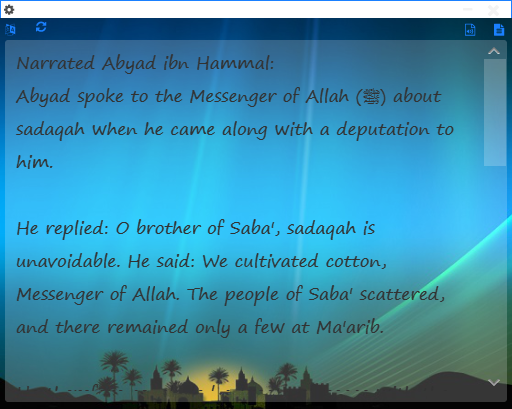 Narrated Abyad ibn Hammal:
Abyad spoke to the Messenger of Allah (ﷺ) about
sadaqah when he came along with a deputation to
him.
He replied: O brother of Saba', sadaqah is
unavoidable. He said: We cultivated cotton,
Messenger of Allah. The people of Saba' scattered,
and there remained only a few at Ma'arib.